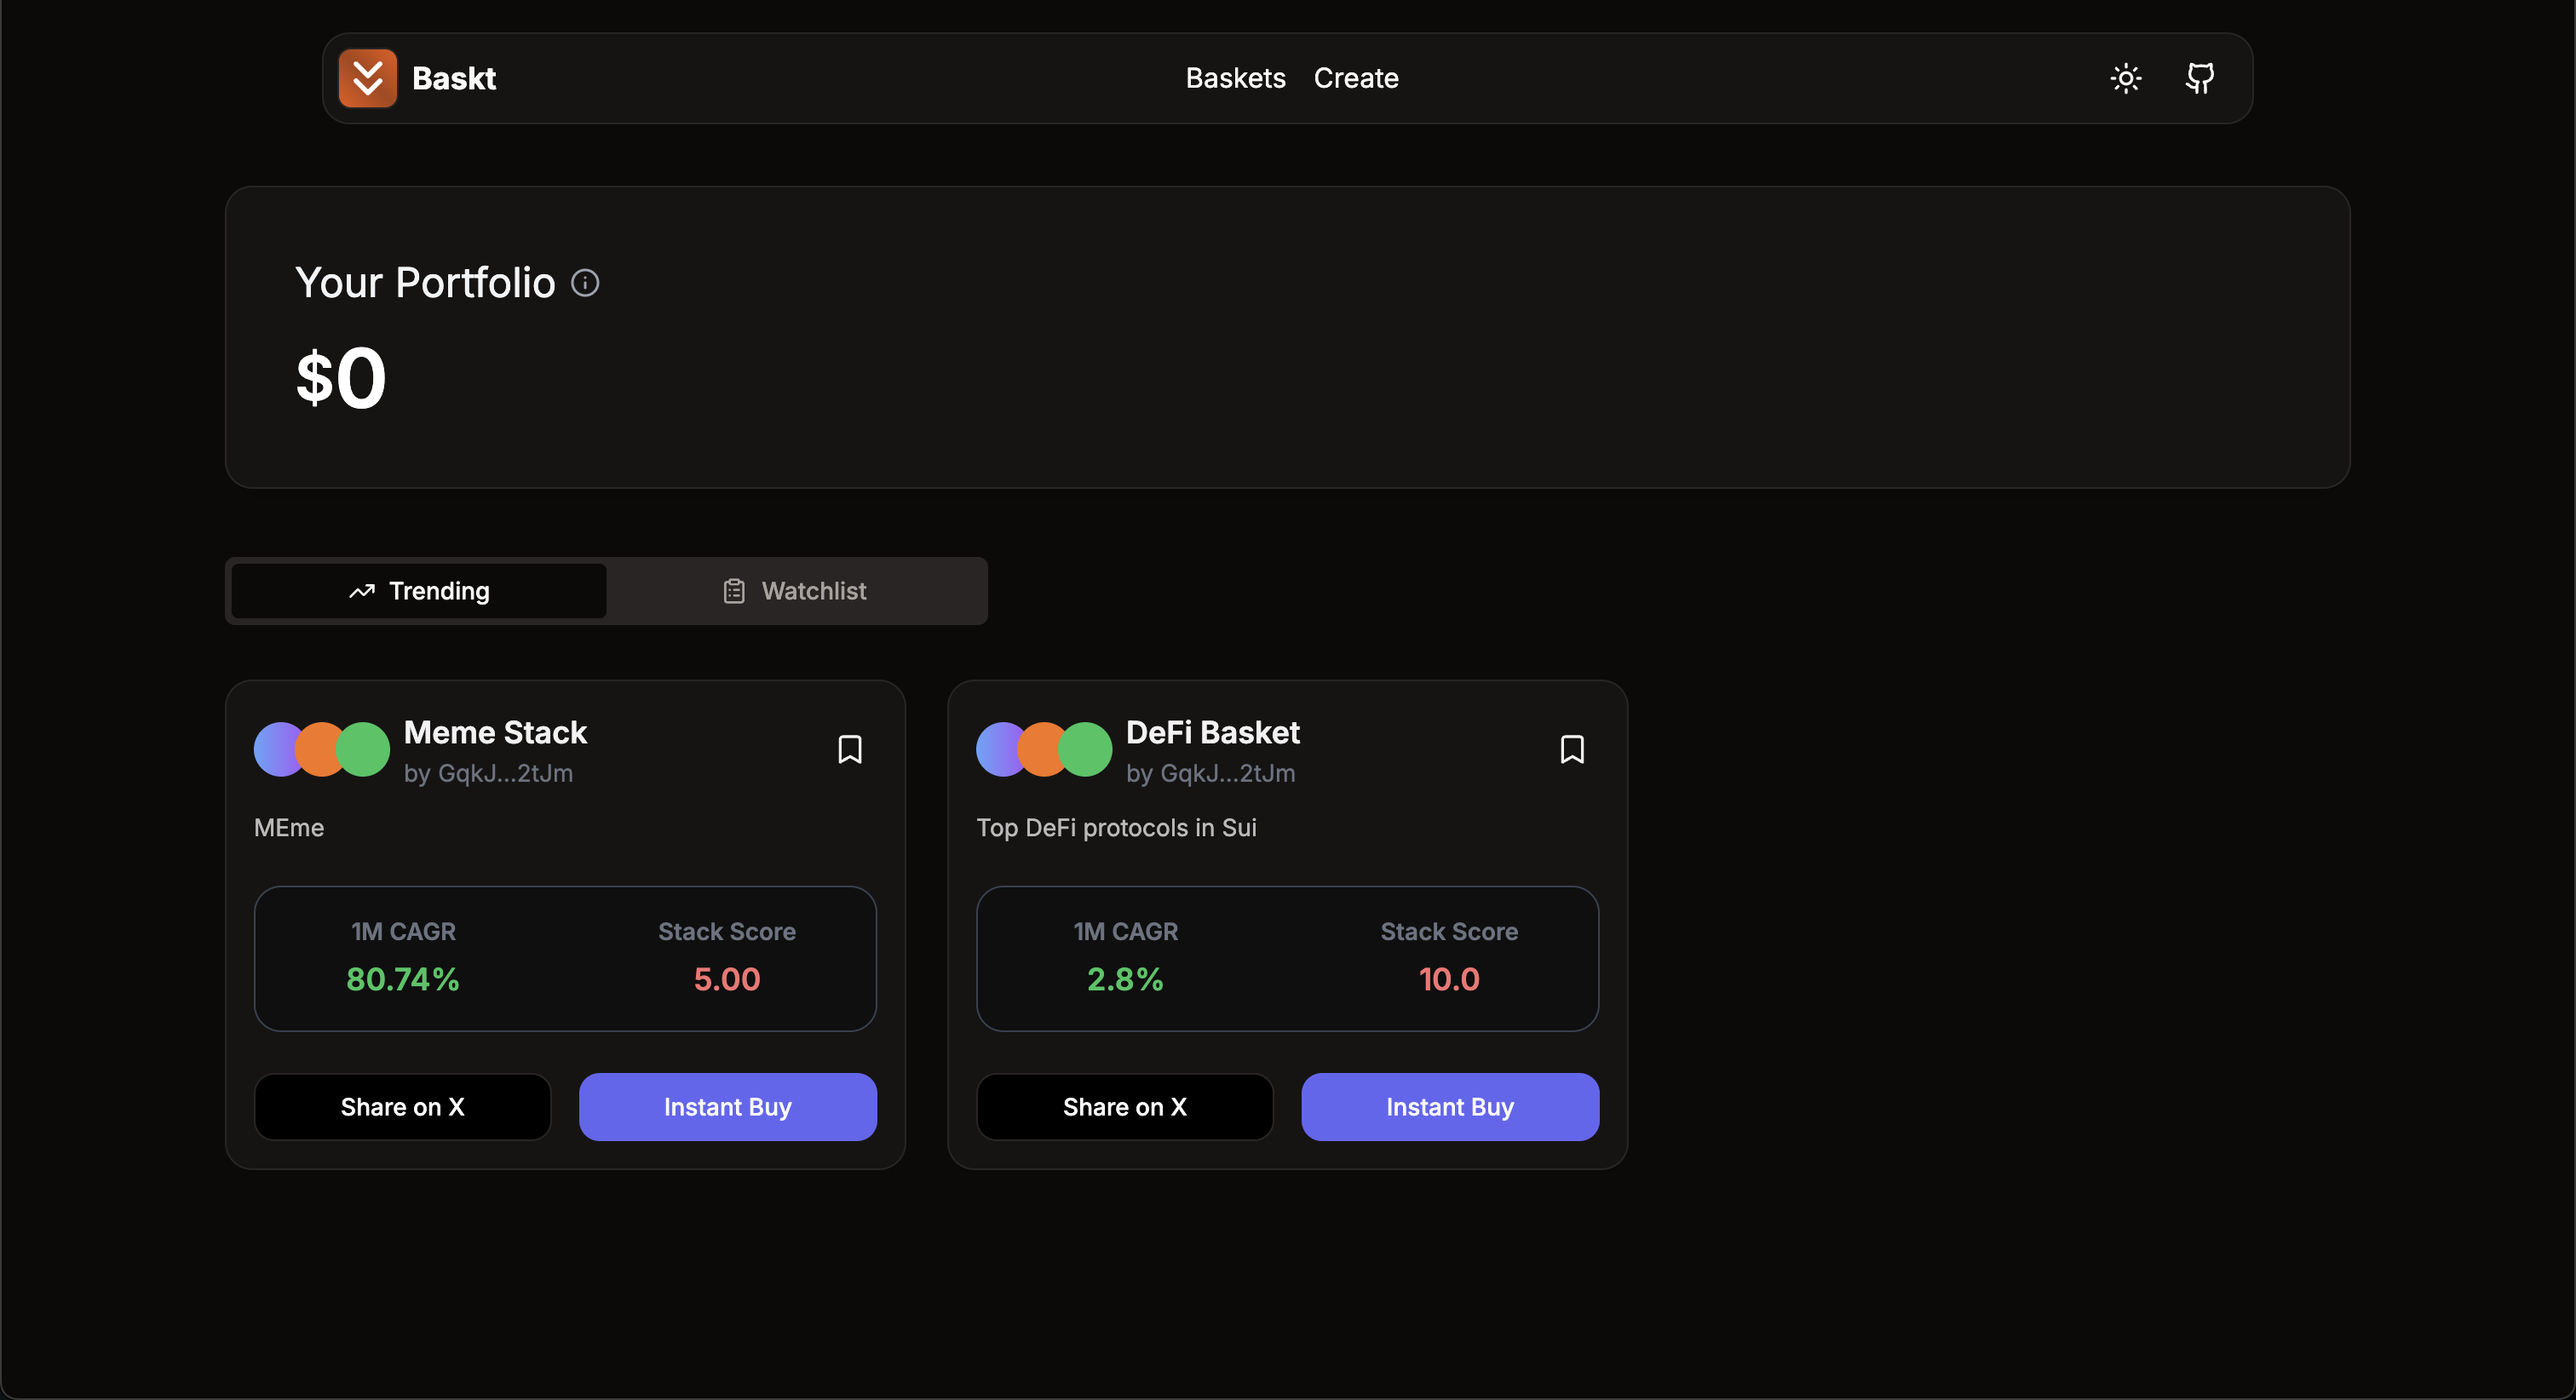 Baskt
Baskets Create
Your Portfolio
$0
Trending
Watchlist
Meme Stack
by GqkJ...2tJm
MEme
1M CAGR Stack Score
80.74% 5.00
Share on X Instant Buy
DeFi Basket
by GqkJ...2tJm
Top DeFi protocols in Sui
1M CAGR Stack Score
2.8% 10.0
Share on X Instant Buy